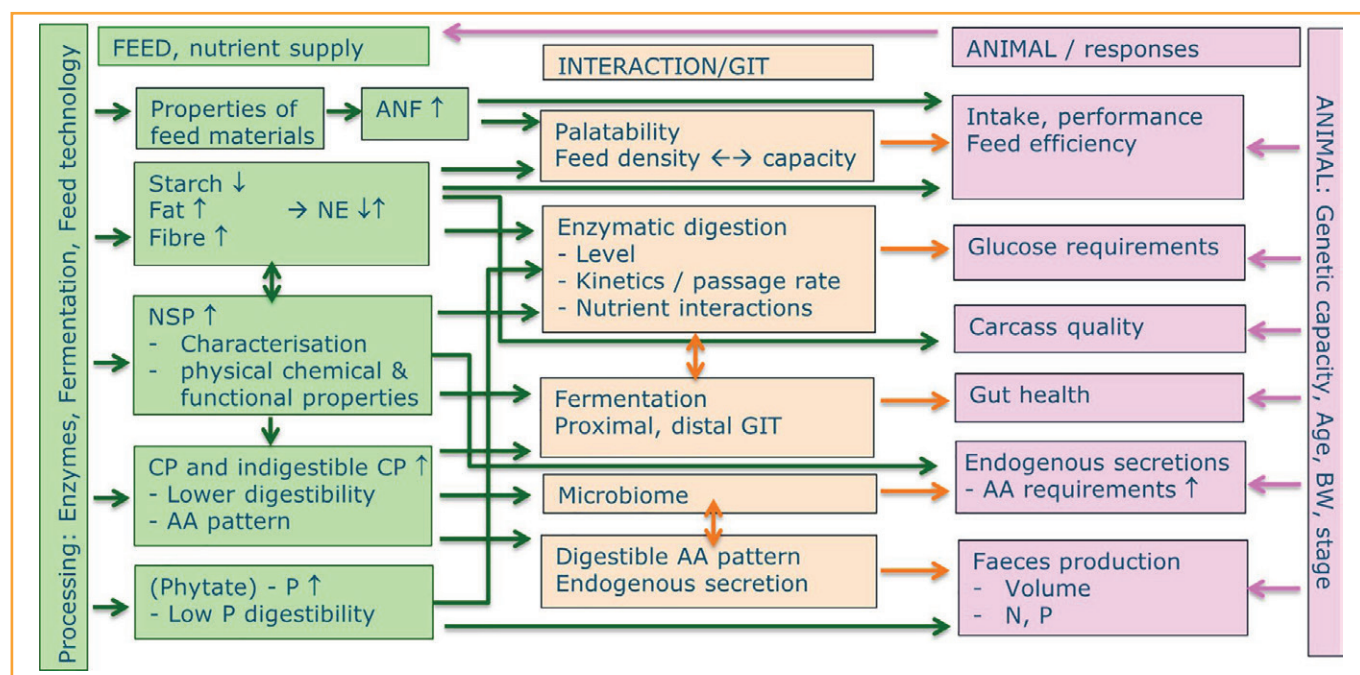 Processing: Enzymes, Fermentation, Feed technology
FEED, nutrient supply
Properties of
feed materials
ANF ↑
Starch ↓
Fat ↑ → NE ↓↑
Fibre ↑
NSP ↑
- Characterisation
- physical chemical &
functional properties
CP and indigestible CP ↑
- Lower digestibility
- AA pattern
(Phytate) - P ↑
- Low P digestibility
INTERACTION/GIT
Palatability
Feed density ←→ capacity
Enzymatic digestion
- Level
- Kinetics / passage rate
- Nutrient interactions
Fermentation
Proximal, distal GIT
Microbiome
Digestible AA pattern
Endogenous secretion
ANIMAL / responses
Intake, performance
Feed efficiency
Glucose requirements
Carcass quality
Gut health
Endogenous secretions
- AA requirements ↑
Faeces production
- Volume
- N, P
ANIMAL: Genetic capacity, Age, BW, stage